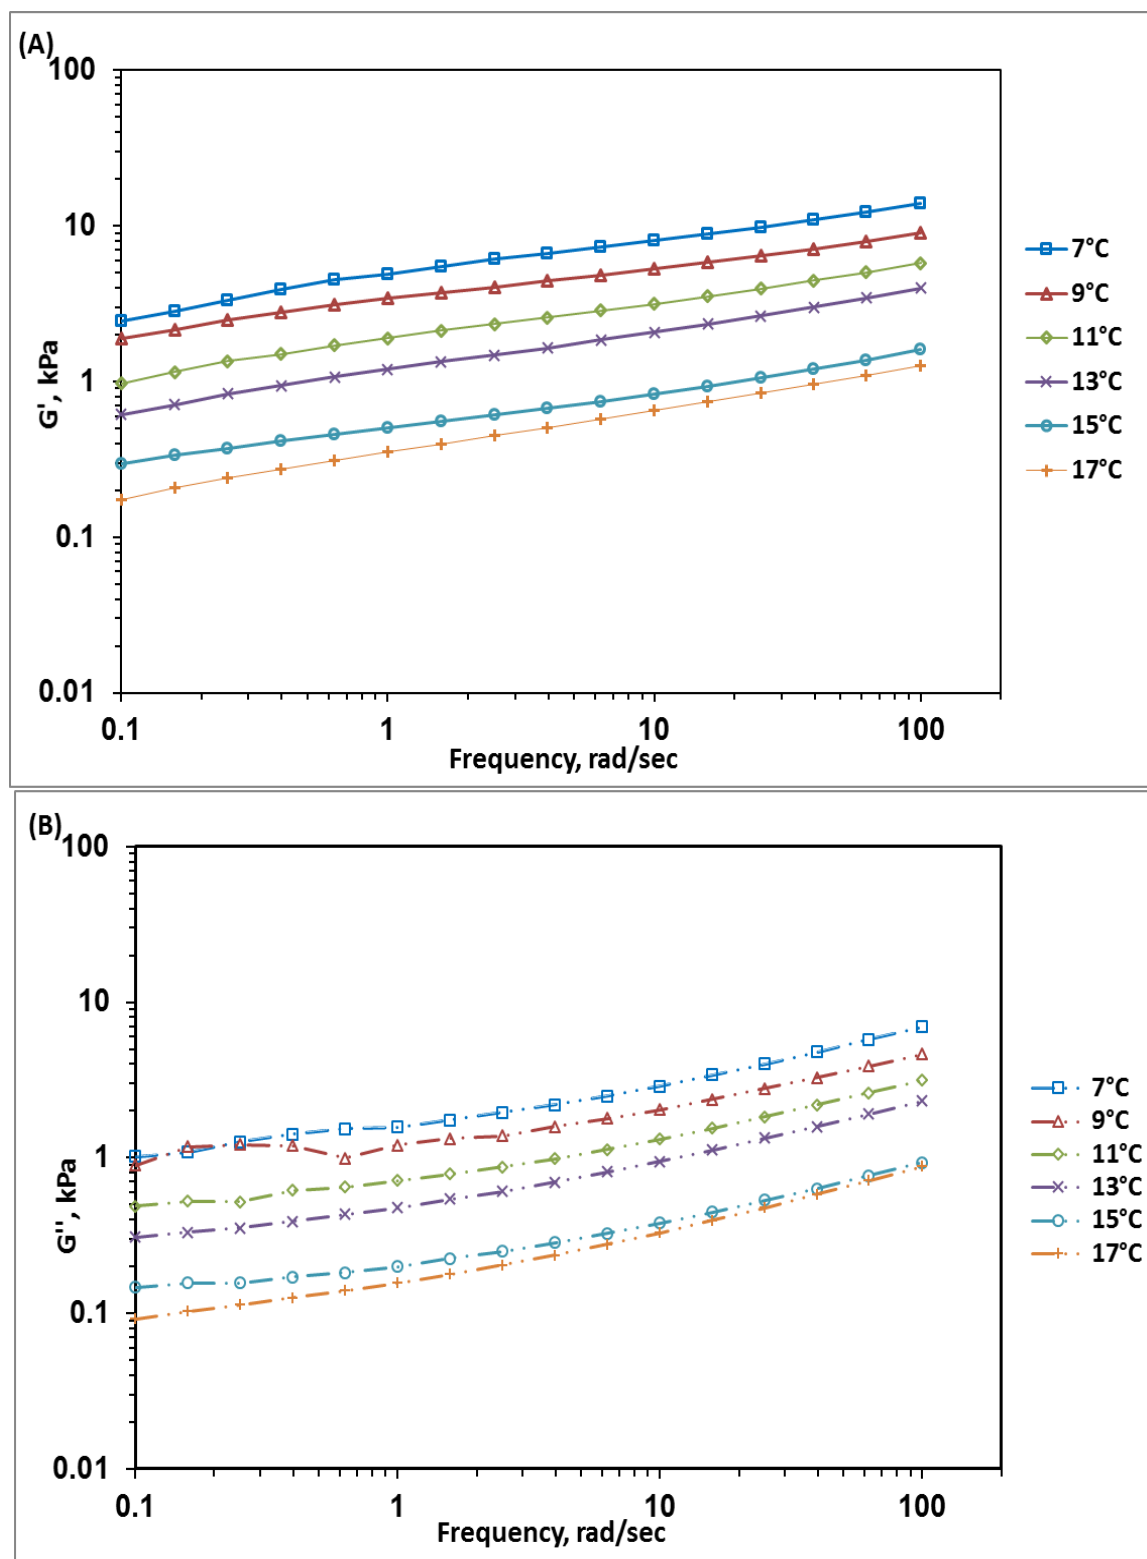 (A)
100
10
1
0.1
0.01
G', kPa
0.1 1 10 100
Frequency, rad/sec
7°C
9°C
11°C
13°C
15°C
17°C
(B)
100
10
1
0.1
0.01
G'', kPa
0.1 1 10 100
Frequency, rad/sec
7°C
9°C
11°C
13°C
15°C
17°C